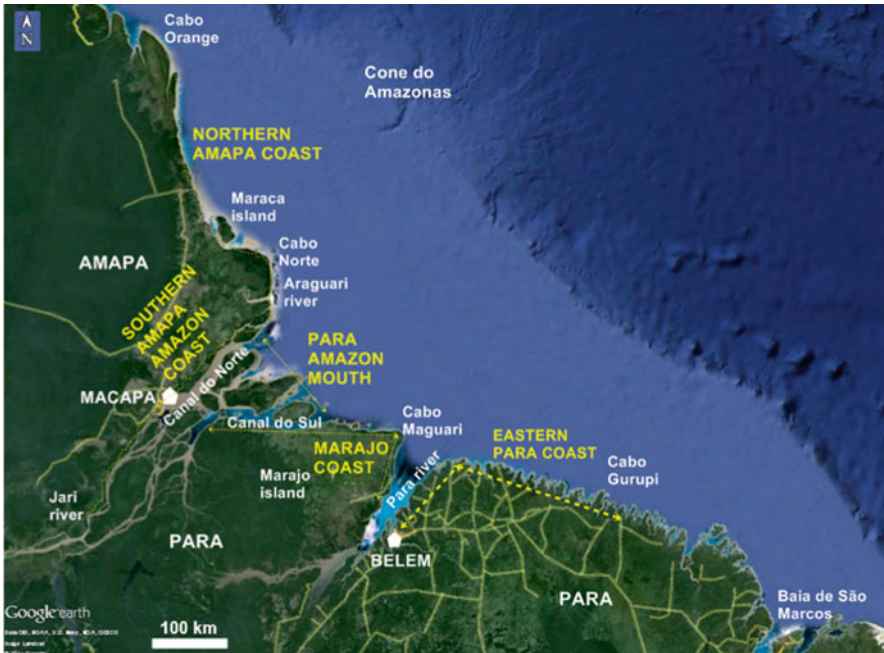 N
Cabo
Orange
Cone do
Amazonas
NORTHERN
AMAPA COAST
Maraca
island
AMAPA
Cabo
Norte
Araguari
river
SOUTHERN
AMAPA
AMAZON
COAST
PARA
AMAZON
MOUTH
MACAPA
Canal do Norte
Canal do Sul
Cabo
Maguari
MARAJO
COAST
EASTERN
PARA COAST
Cabo
Gurupi
Marajo
island
Para river
Jari
river
PARA
BELEM
PARA
Baia de São
Marcos
Google earth
100 km